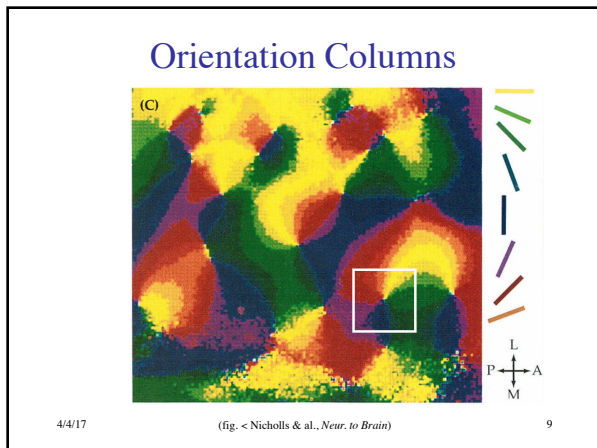 Orientation Columns
(C)
L
P A
M
4/4/17 (fig. < Nicholls & al., Neur. to Brain) 9